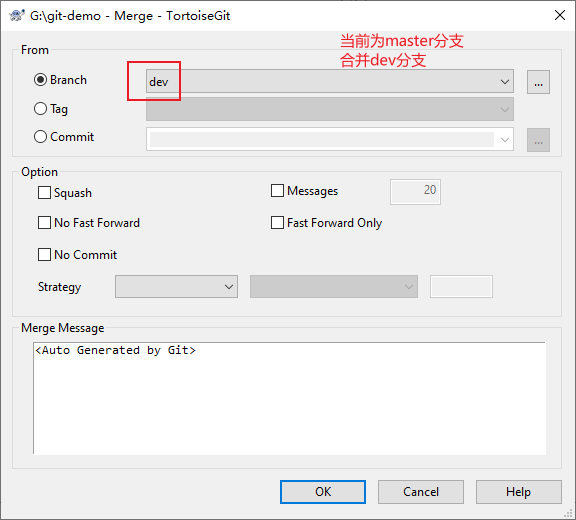 G:\git-demo - Merge - TortoiseGit
当前为master分支
合并dev分支
From
Branch
dev
...
Tag
Commit
...
Option
Squash
Messages
20
No Fast Forward
Fast Forward Only
No Commit
Strategy
Merge Message
<Auto Generated by Git>
OK
Cancel
Help